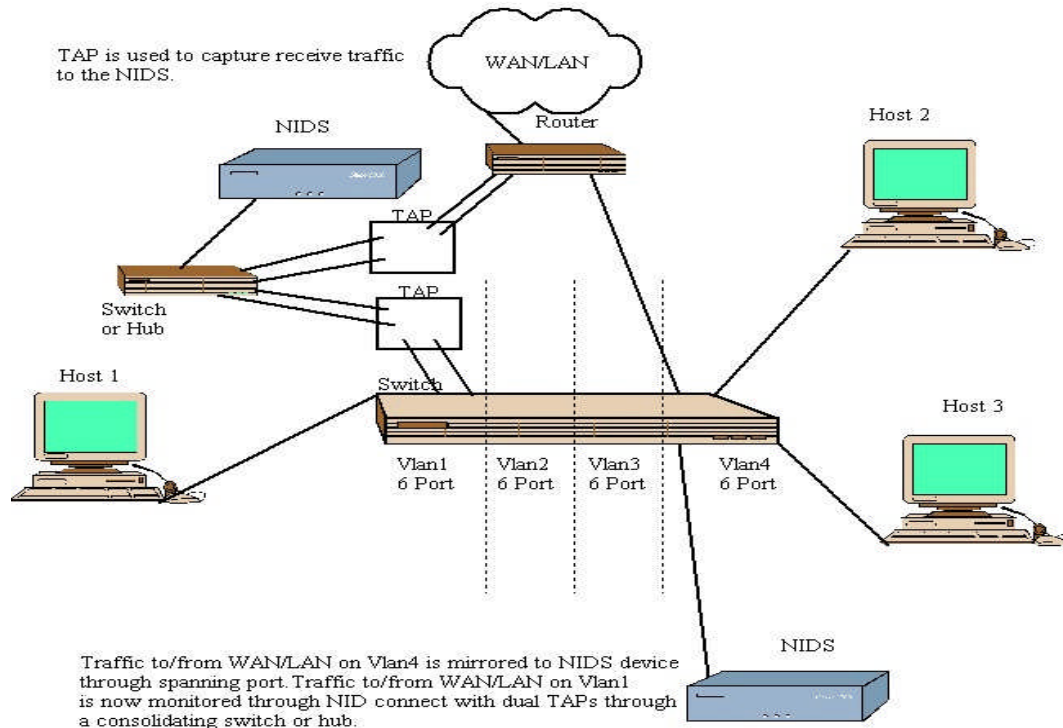 TAP is used to capture receive traffic
to the NIDS.
WAN/LAN
Router
NIDS
Host 2
TAP
TAP
Switch
or Hub
Host 1
Switch
Host 3
Vlan1
6 Port
Vlan2
6 Port
Vlan3
6 Port
Vlan4
6 Port
NIDS
Traffic to/from WAN/LAN on Vlan4 is mirrored to NIDS device
through spanning port. Traffic to/from WAN/LAN on Vlan1
is now monitored through NID connect with dual TAPs through
a consolidating switch or hub.